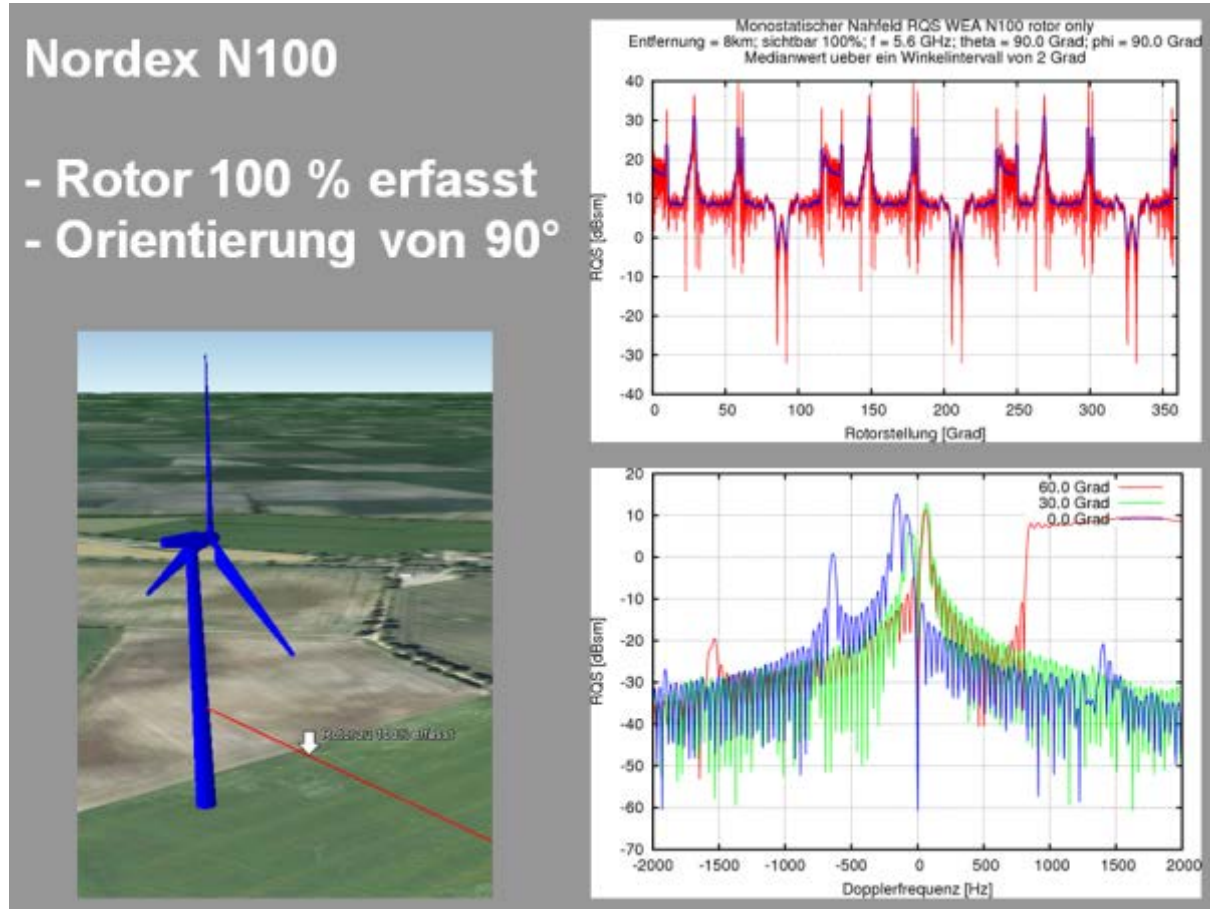 Nordex N100
- Rotor 100 % erfasst
- Orientierung von 90°
Rotor zu 100% erfasst
Monostatischer Nahfeld RQS WEA N100 rotor only
Entfernung = 8km; sichtbar 100%; f = 5.6 GHz; theta = 90.0 Grad; phi = 90.0 Grad
Medianwert ueber ein Winkelintervall von 2 Grad
RQS [dBsm]
40
30
20
10
0
-10
-20
-30
-40
0 50 100 150 200 250 300 350
Rotorstellung [Grad]
60.0 Grad
30.0 Grad
0.0 Grad
RQS [dBsm]
20
10
0
-10
-20
-30
-40
-50
-60
-70
-2000 -1500 -1000 -500 0 500 1000 1500 2000
Dopplerfrequenz [Hz]